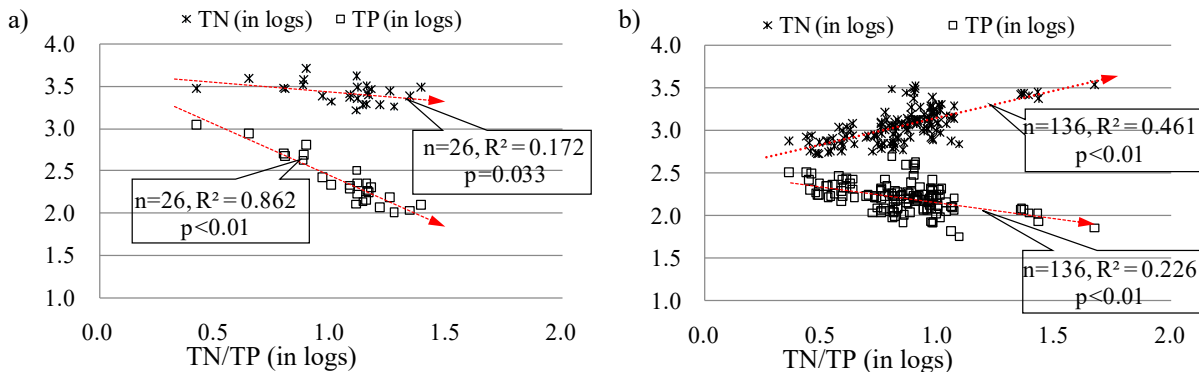 a)
TN (in logs) TP (in logs)
4.0
3.5
3.0
2.5
2.0
1.5
1.0
n=26, R² = 0.172
p=0.033
n=26, R² = 0.862
p<0.01
0.0 0.5 1.0 1.5 2.0
TN/TP (in logs)
b)
TN (in logs) TP (in logs)
4.0
3.5
3.0
2.5
2.0
1.5
1.0
n=136, R² = 0.461
p<0.01
n=136, R² = 0.226
p<0.01
0.0 0.5 1.0 1.5 2.0
TN/TP (in logs)